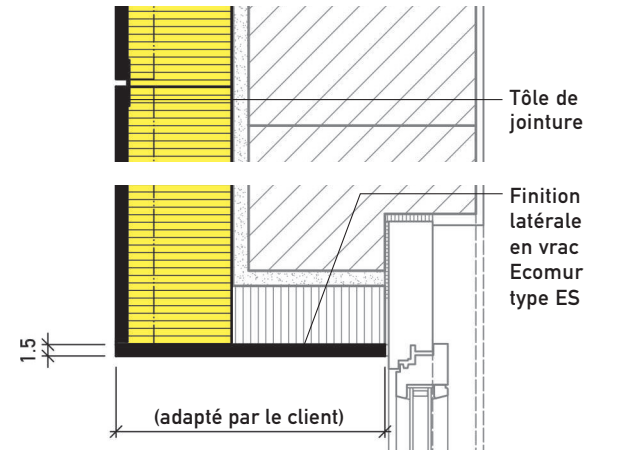 Tôle de
jointure
Finition
latérale
en vrac
Ecomur
type ES
1.5
(adapté par le client)